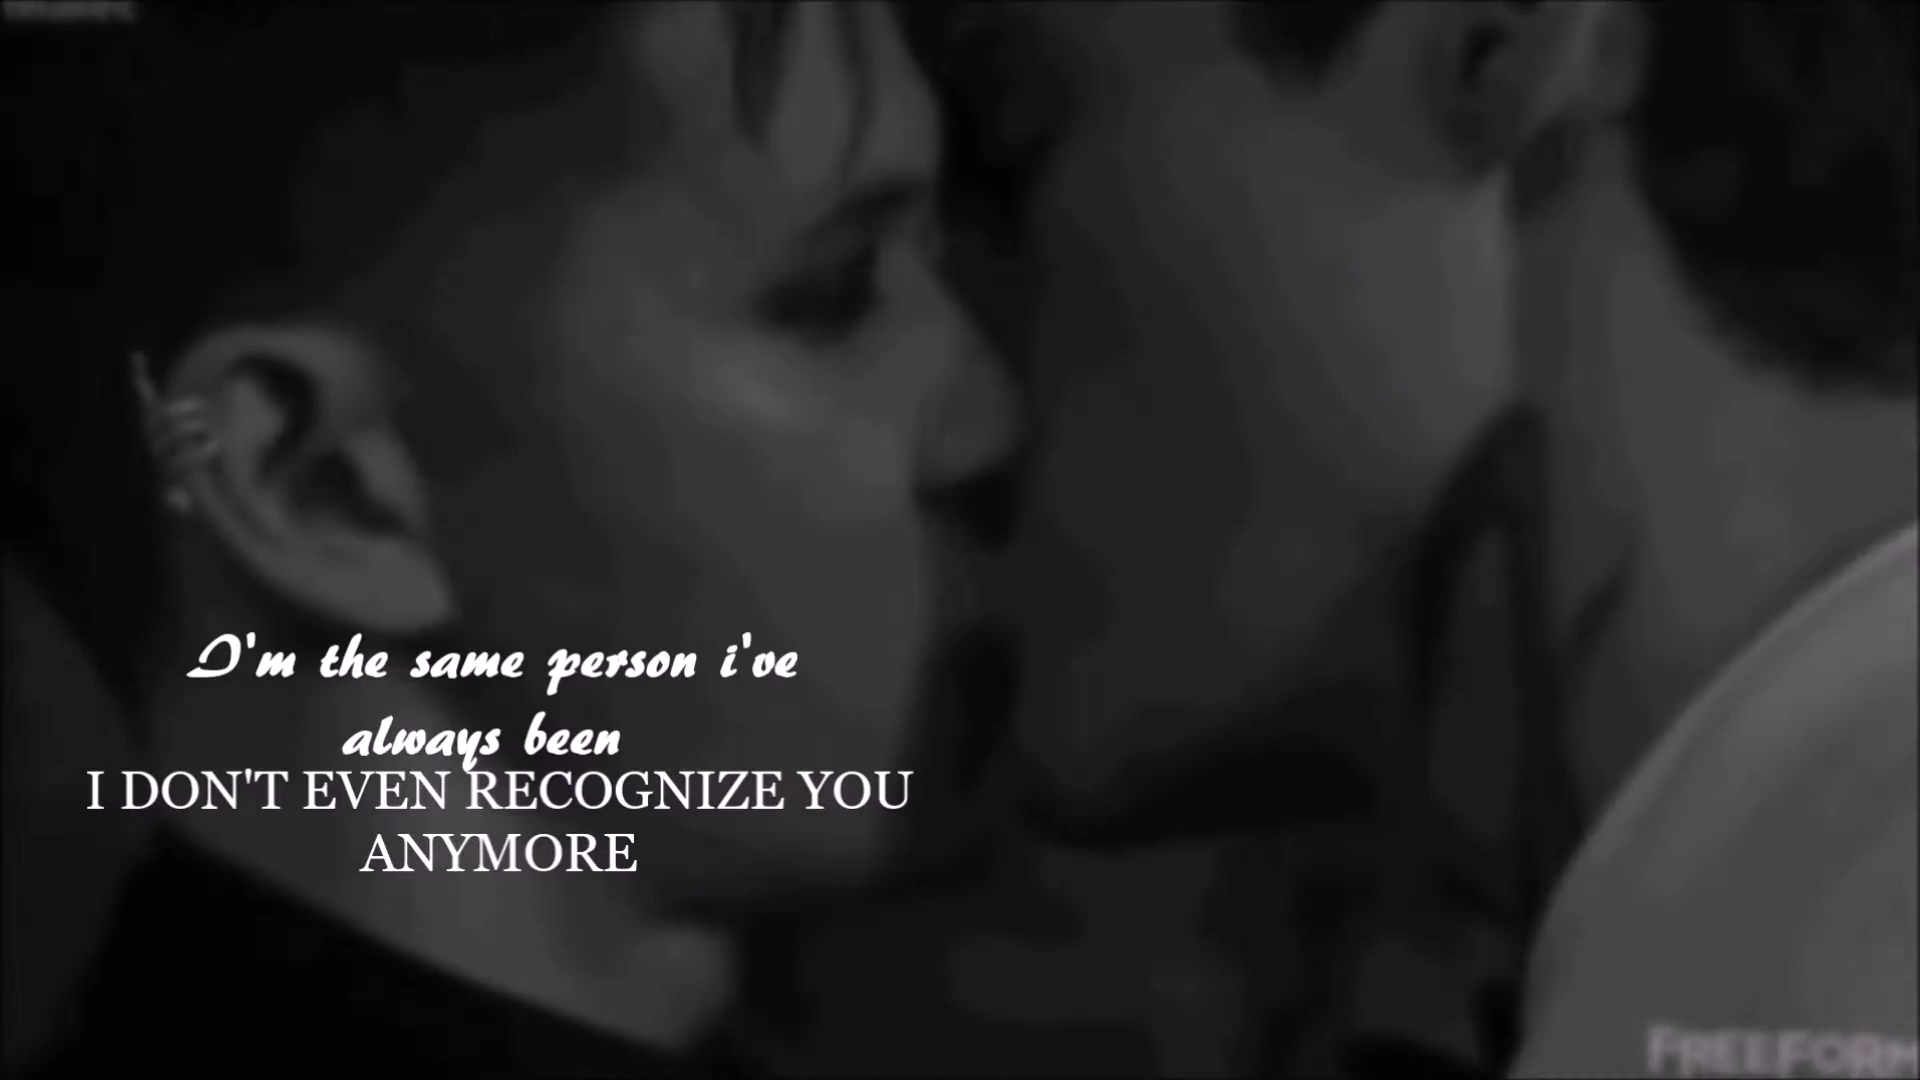 I'm the same person i've
always been
I DON'T EVEN RECOGNIZE YOU
ANYMORE
FREEFORM